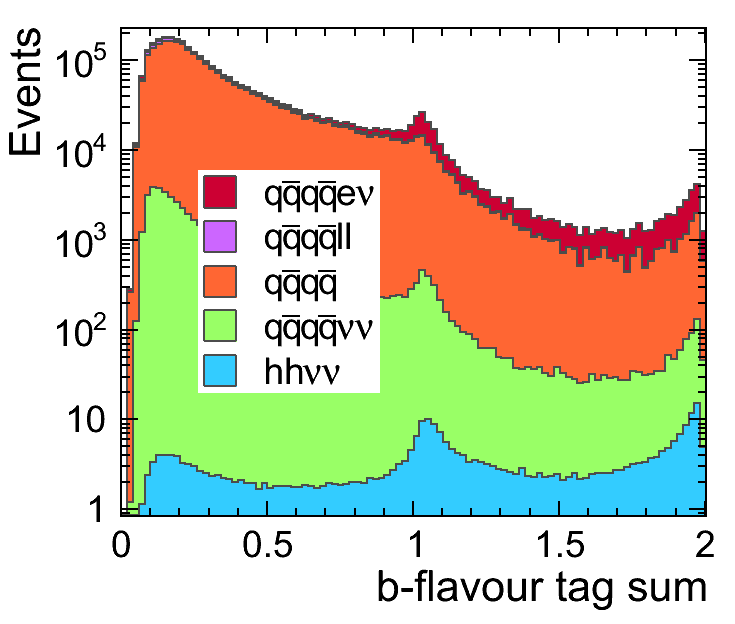 Events
10⁵
10⁴
10³
10²
10
1
qq̄qq̄eν
qq̄qq̄ll
qq̄qq̄
qq̄qq̄νν
hhνν
0 0.5 1 1.5 2
b-flavour tag sum